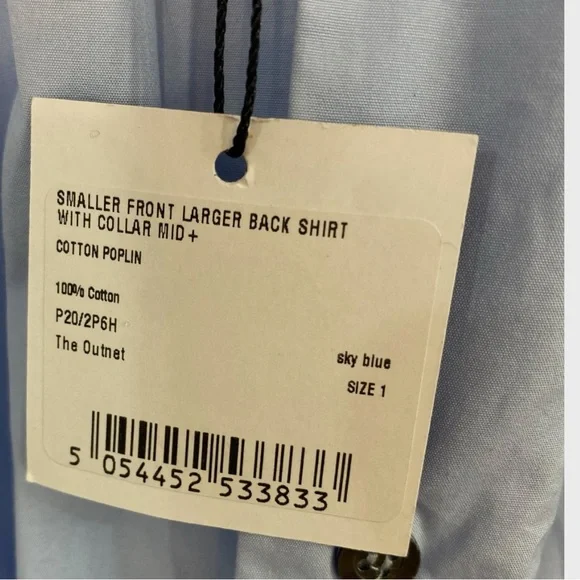 SMALLER FRONT LARGER BACK SHIRT
WITH COLLAR MID+
COTTON POPLIN
100% Cotton
P20/2P6H
The Outnet
sky blue
SIZE 1
5 054452 533833